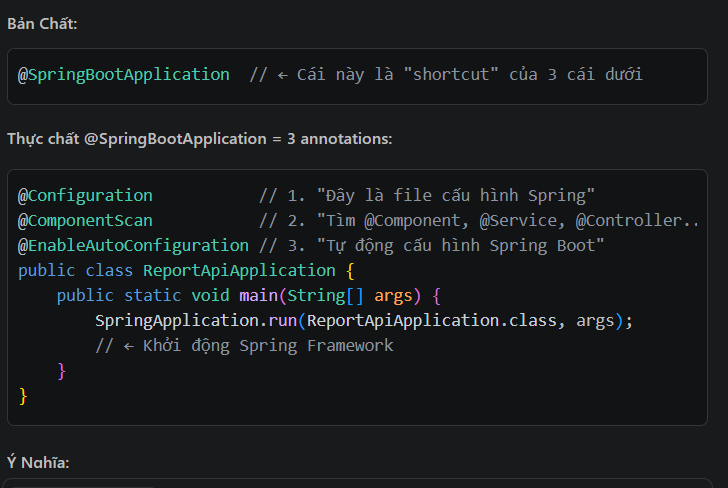 Bản Chất:
@SpringBootApplication // ← Cái này là "shortcut" của 3 cái dưới
Thực chất @SpringBootApplication = 3 annotations:
@Configuration // 1. "Đây là file cấu hình Spring"
@ComponentScan // 2. "Tìm @Component, @Service, @Controller..
@EnableAutoConfiguration // 3. "Tự động cấu hình Spring Boot"
public class ReportApiApplication {
public static void main(String[] args) {
SpringApplication.run(ReportApiApplication.class, args);
// ← Khởi động Spring Framework
}
}
Ý Nghĩa: